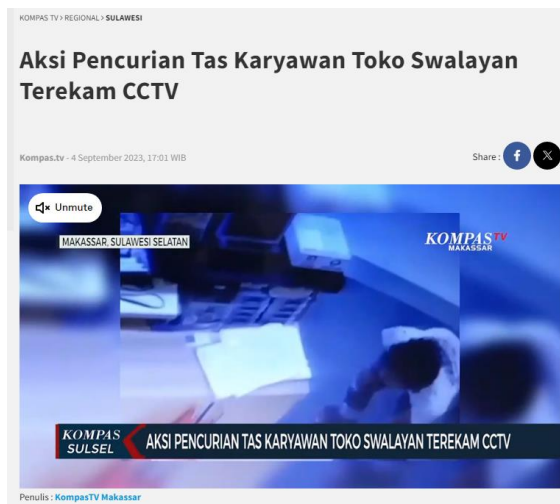 KOMPAS TV > REGIONAL > SULAWESI
Aksi Pencurian Tas Karyawan Toko Swalayan
Terekam CCTV
Kompas.tv - 4 September 2023, 17:01 WIB
Share :
Unmute
MAKASSAR, SULAWESI SELATAN
KOMPAS TV
MAKASSAR
KOMPAS
SULSEL
AKSI PENCURIAN TAS KARYAWAN TOKO SWALAYAN TEREKAM CCTV
Penulis : KompasTV Makassar